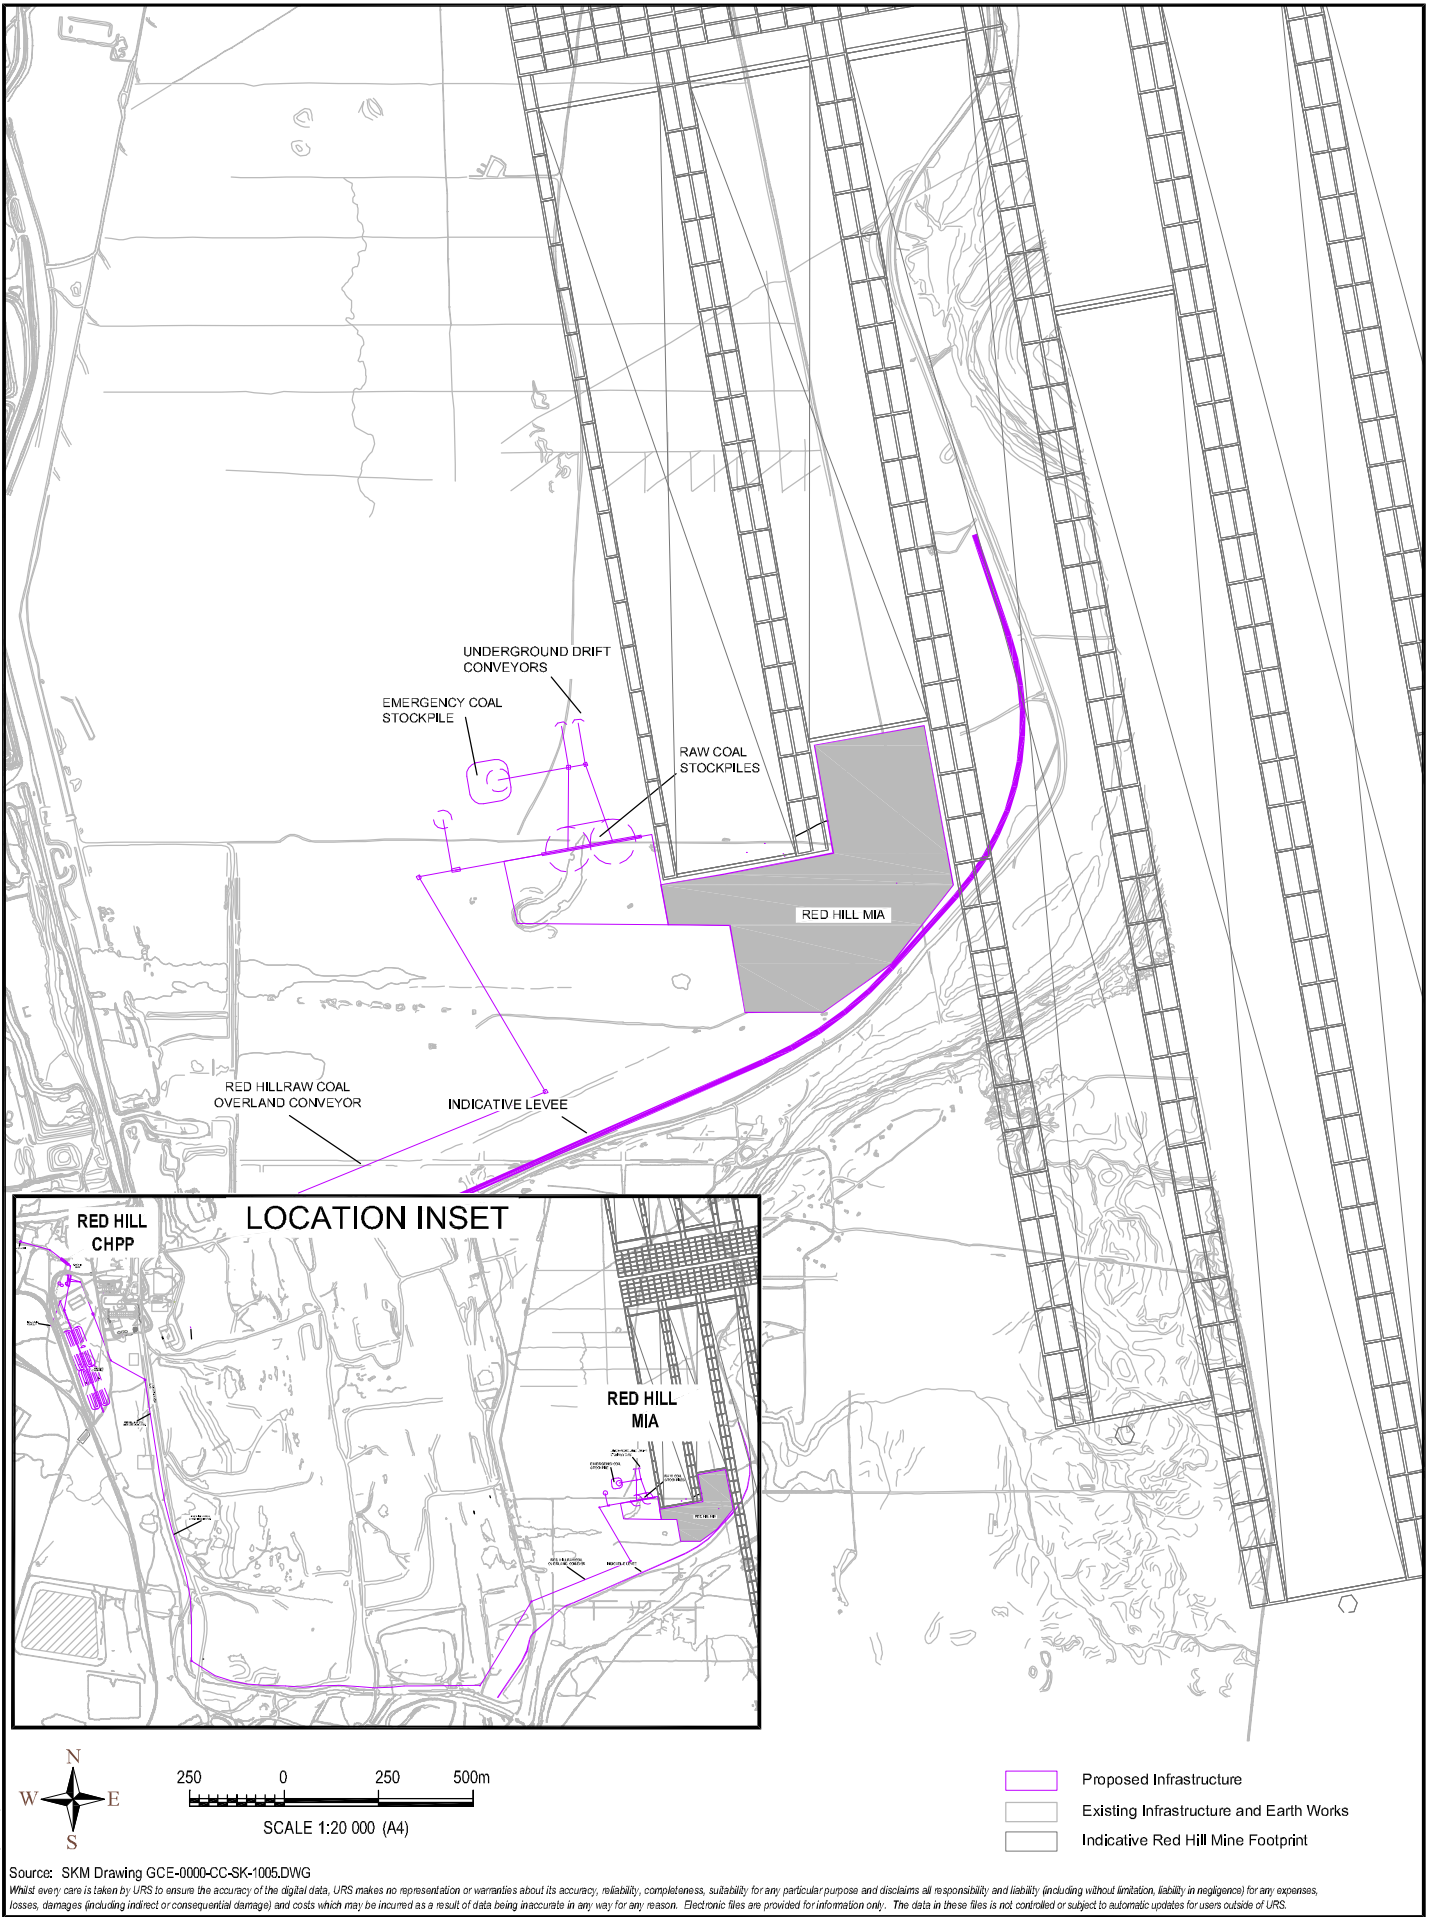 UNDERGROUND DRIFT
CONVEYORS
EMERGENCY COAL
STOCKPILE
RAW COAL
STOCKPILES
RED HILL MIA
RED HILLRAW COAL
OVERLAND CONVEYOR
INDICATIVE LEVEE
LOCATION INSET
RED HILL
CHPP
RED HILL
MIA
N
W E
S
250 0 250 500m
SCALE 1:20 000 (A4)
Proposed Infrastructure
Existing Infrastructure and Earth Works
Indicative Red Hill Mine Footprint
Source: SKM Drawing GCE-0000-CC-SK-1005.DWG
Whilst every care is taken by URS to ensure the accuracy of the digital data, URS makes no representation or warranties about its accuracy, reliability, completeness, suitability for any particular purpose and disclaims all responsibility and liability (including without limitation, liability in negligence) for any expenses,
losses, damages (including indirect or consequential damage) and costs which may be incurred as a result of data being inaccurate in any way for any reason. Electronic files are provided for information only. The data in these files is not controlled or subject to automatic updates for users outside of URS.